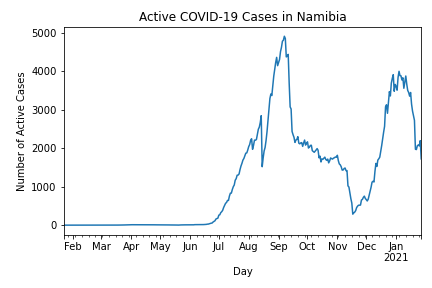 Active COVID-19 Cases in Namibia
Number of Active Cases
5000
4000
3000
2000
1000
0
Feb Mar Apr May Jun Jul Aug Sep Oct Nov Dec Jan
2021
Day